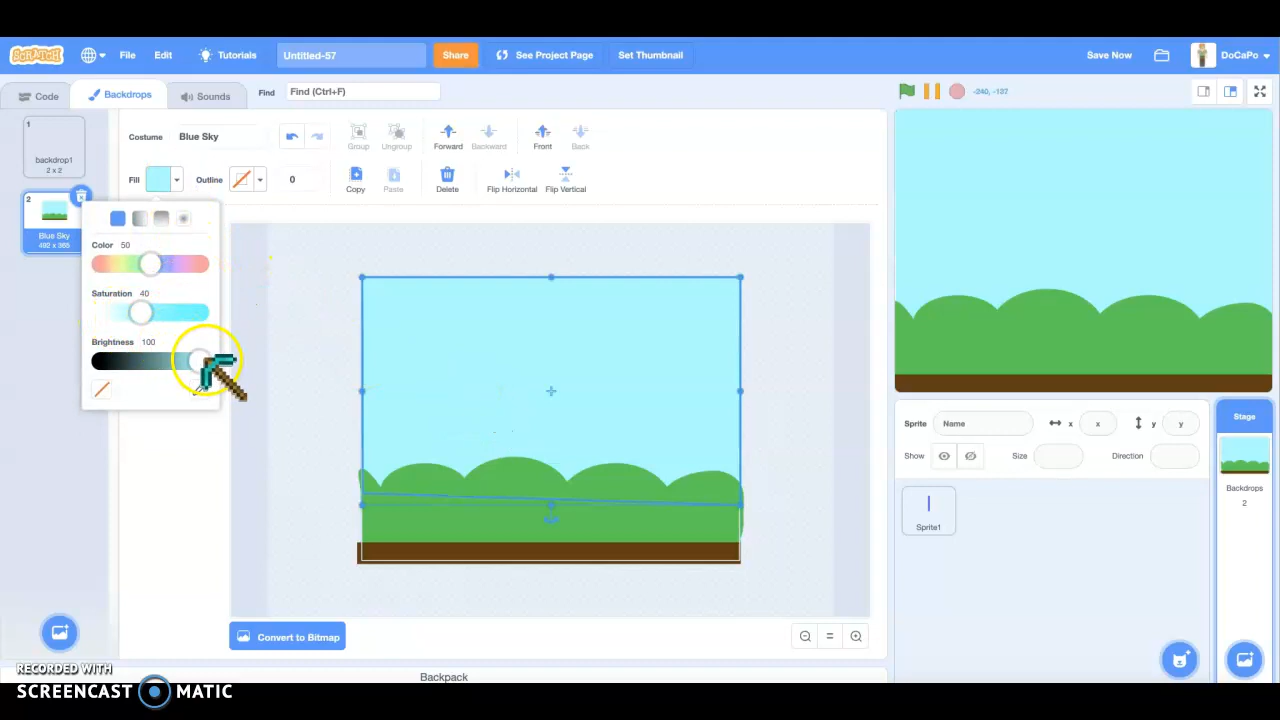 SCRATCH File Edit Tutorials Untitled-57 Share See Project Page Set Thumbnail Save Now DoCaPo
Code Backdrops Sounds Find Find (Ctrl+F) -240, -137
1
backdrop1
2 x 2
2
Blue Sky
492 x 365
Costume Blue Sky Group Ungroup Forward Backward Front Back
Fill Outline 0 Copy Paste Delete Flip Horizontal Flip Vertical
Color 50
Saturation 40
Brightness 100
Convert to Bitmap
Backpack
Sprite Name x x y y
Show Size Direction
Sprite1
Stage
Backdrops
2
RECORDED WITH
SCREENCAST MATIC